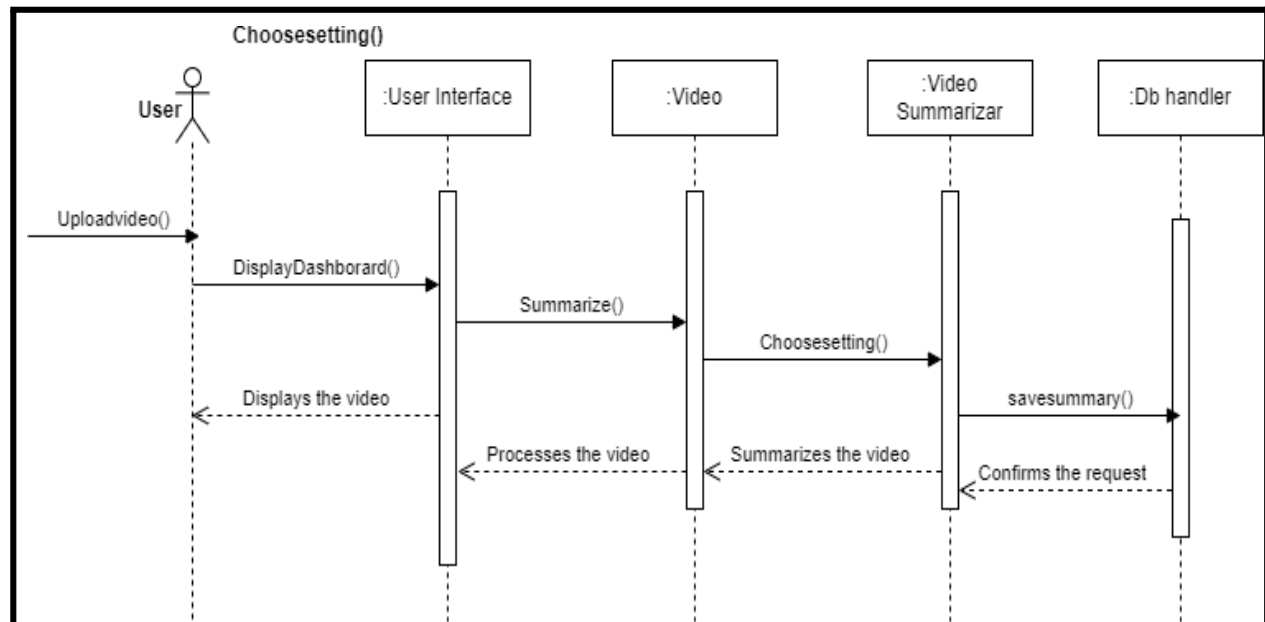 Choosesetting()
User
:User Interface
:Video
:Video
Summarizar
:Db handler
Uploadvideo()
DisplayDashborard()
Summarize()
Choosesetting()
Displays the video
savesummary()
Processes the video
Summarizes the video
Confirms the request